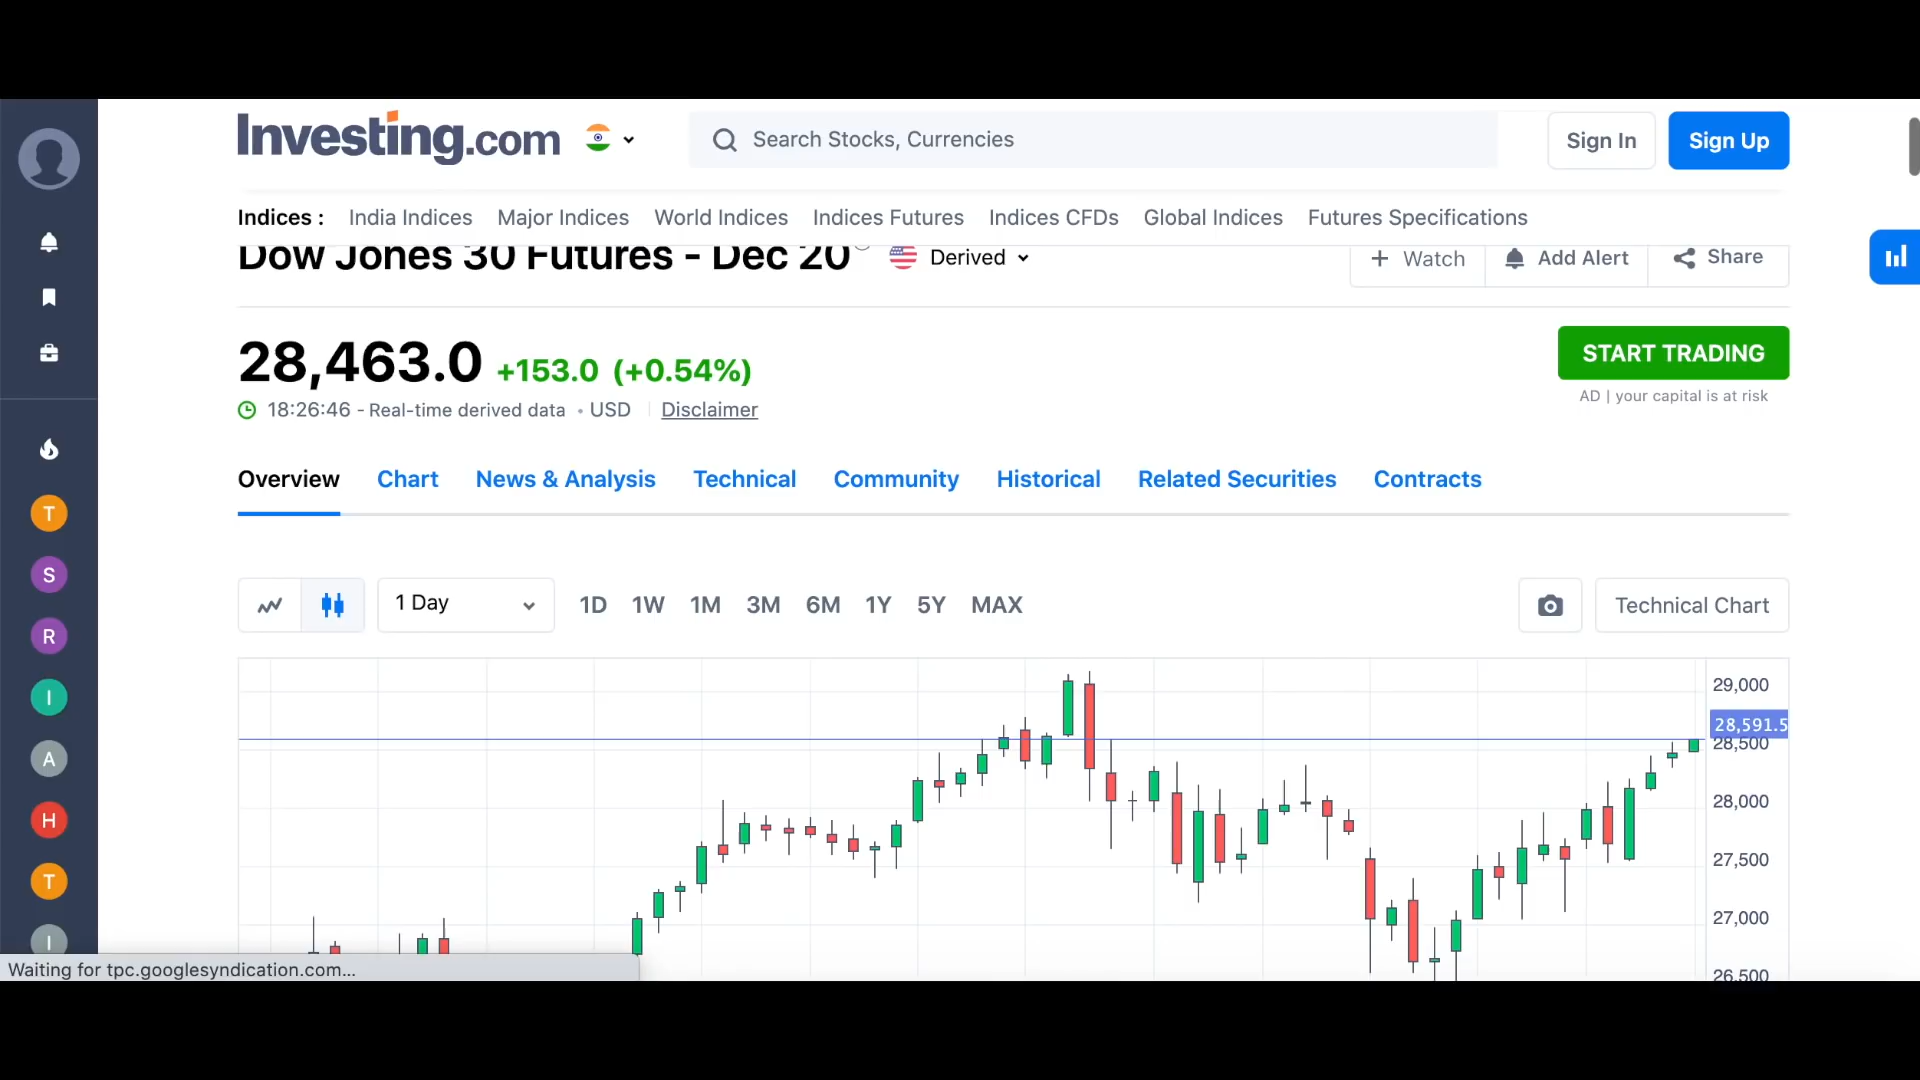 Investing.com
Search Stocks, Currencies
Sign In
Sign Up
Indices : India Indices Major Indices World Indices Indices Futures Indices CFDs Global Indices Futures Specifications
Dow Jones 30 Futures - Dec 20
Derived
+ Watch
Add Alert
Share
28,463.0 +153.0 (+0.54%)
START TRADING
AD | your capital is at risk
18:26:46 - Real-time derived data • USD Disclaimer
Overview Chart News & Analysis Technical Community Historical Related Securities Contracts
1 Day
1D 1W 1M 3M 6M 1Y 5Y MAX
Technical Chart
29,000
28,591.5
28,500
28,000
27,500
27,000
26,500
T
S
R
I
A
H
T
I
Waiting for tpc.googlesyndication.com...